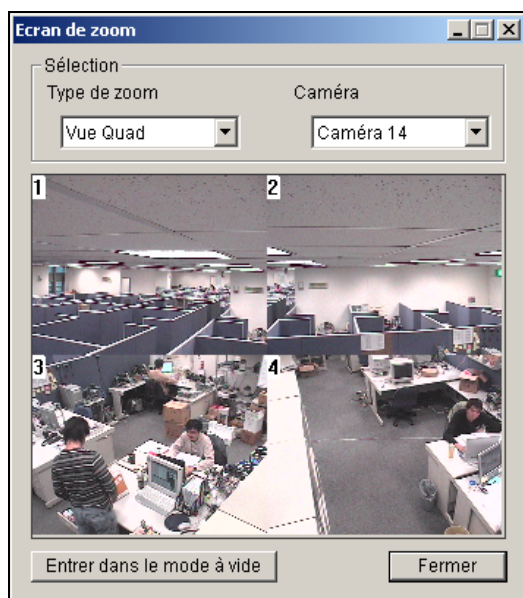 Ecran de zoom
Sélection
Type de zoom
Caméra
Vue Quad
Caméra 14
1
2
3
4
Entrer dans le mode à vide
Fermer